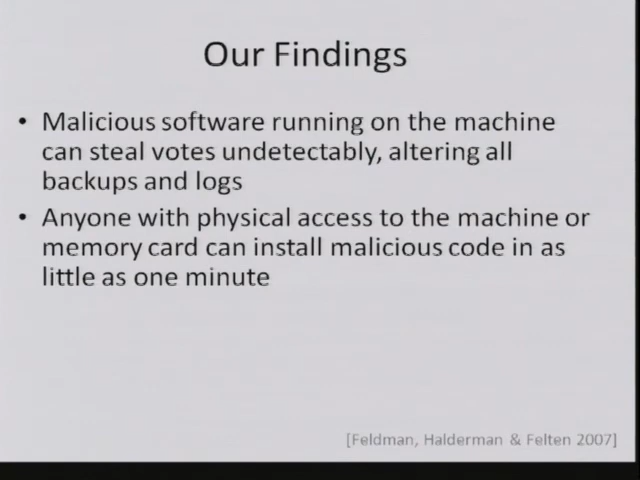 Our Findings
• Malicious software running on the machine
can steal votes undetectably, altering all
backups and logs
• Anyone with physical access to the machine or
memory card can install malicious code in as
little as one minute
[Feldman, Halderman & Felten 2007]